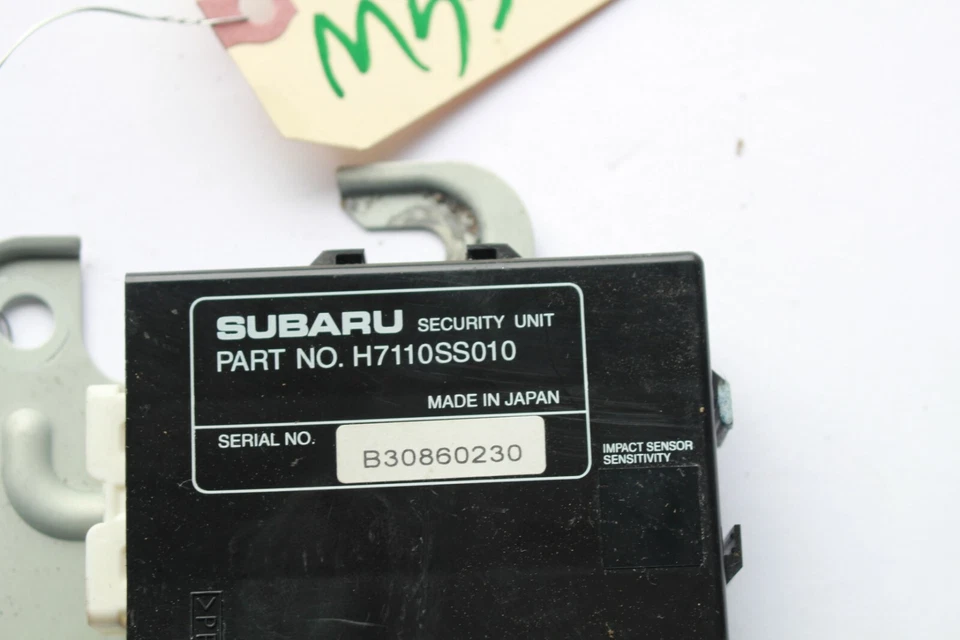 SUBARU SECURITY UNIT
PART NO. H7110SS010
MADE IN JAPAN
SERIAL NO.
B30860230
IMPACT SENSOR
SENSITIVITY